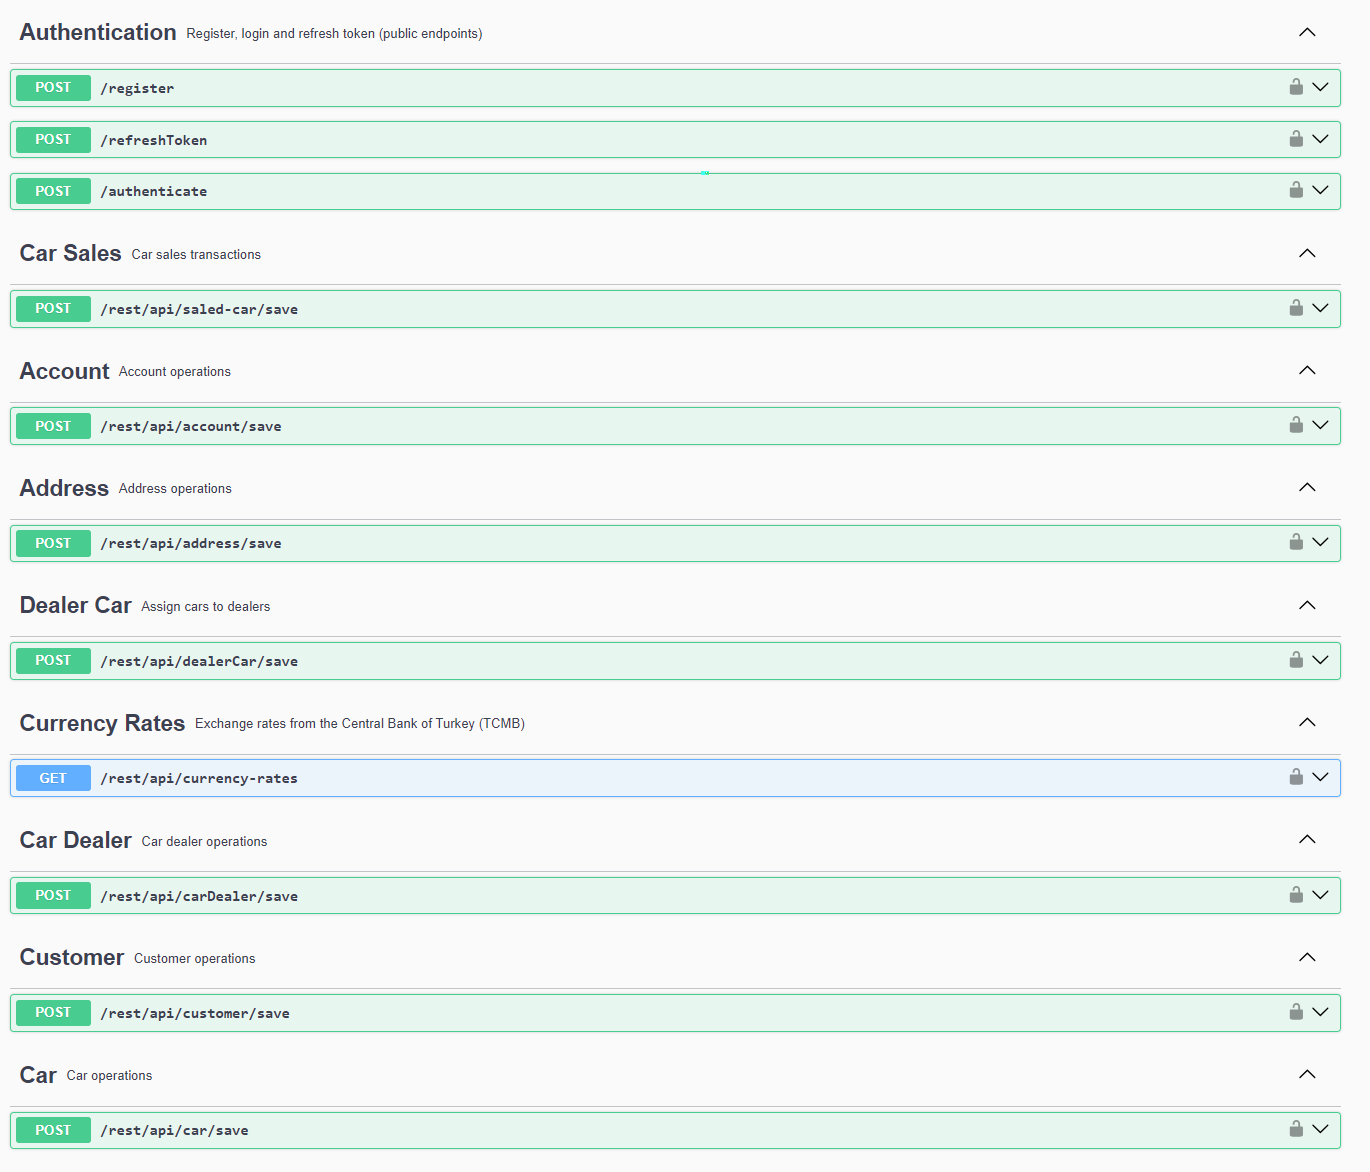 Authentication Register, login and refresh token (public endpoints)
POST /register
POST /refreshToken
POST /authenticate
Car Sales Car sales transactions
POST /rest/api/saled-car/save
Account Account operations
POST /rest/api/account/save
Address Address operations
POST /rest/api/address/save
Dealer Car Assign cars to dealers
POST /rest/api/dealerCar/save
Currency Rates Exchange rates from the Central Bank of Turkey (TCMB)
GET /rest/api/currency-rates
Car Dealer Car dealer operations
POST /rest/api/carDealer/save
Customer Customer operations
POST /rest/api/customer/save
Car Car operations
POST /rest/api/car/save